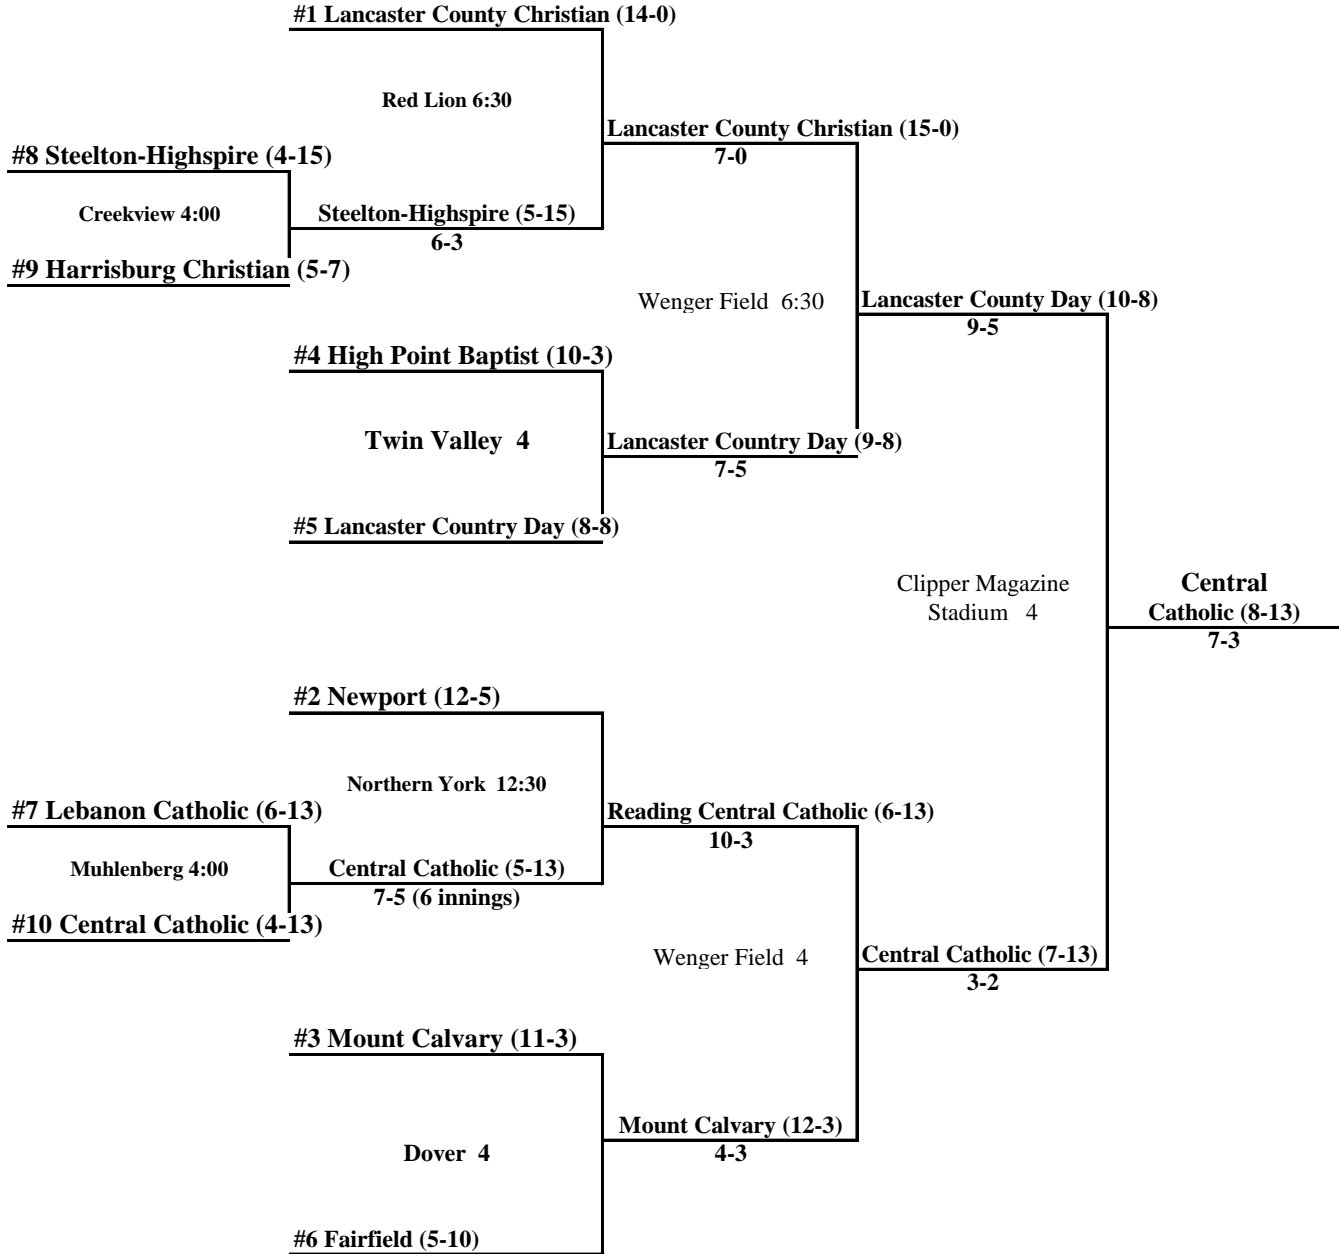 #1 Lancaster County Christian (14-0)
Red Lion 6:30
Lancaster County Christian (15-0)
7-0
#8 Steelton-Highspire (4-15)
Creekview 4:00
Steelton-Highspire (5-15)
6-3
#9 Harrisburg Christian (5-7)
Wenger Field 6:30
Lancaster County Day (10-8)
9-5
#4 High Point Baptist (10-3)
Twin Valley 4
Lancaster Country Day (9-8)
7-5
#5 Lancaster Country Day (8-8)
Clipper Magazine
Stadium 4
Central
Catholic (8-13)
7-3
#2 Newport (12-5)
Northern York 12:30
#7 Lebanon Catholic (6-13)
Reading Central Catholic (6-13)
10-3
Muhlenberg 4:00
Central Catholic (5-13)
7-5 (6 innings)
#10 Central Catholic (4-13)
Wenger Field 4
Central Catholic (7-13)
3-2
#3 Mount Calvary (11-3)
Mount Calvary (12-3)
4-3
Dover 4
#6 Fairfield (5-10)